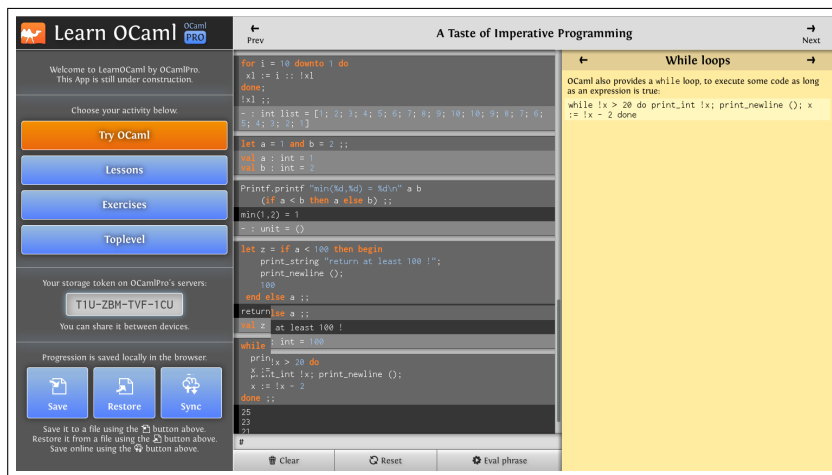 Learn OCaml OCaml PRO
Welcome to LearnOCaml by OCamlPro.
This App is still under construction.
Choose your activity below.
Try OCaml
Lessons
Exercises
Toplevel
Your storage token on OCamlPro's servers:
T1U-ZBM-TVF-1CU
You can share it between devices.
Progression is saved locally in the browser.
Save
Restore
Sync
Save it to a file using the button above.
Restore it from a file using the button above.
Save online using the button above.
Prev
A Taste of Imperative Programming
Next
for i = 10 downto 1 do
xl := i :: !xl
done;
!xl ;;
- : int list = [1; 2; 3; 4; 5; 6; 7; 8; 9; 10; 10; 9; 8; 7; 6;
5; 4; 3; 2; 1]
let a = 1 and b = 2 ;;
val a : int = 1
val b : int = 2
Printf.printf "min(%d,%d) = %d\n" a b
(if a < b then a else b) ;;
min(1,2) = 1
- : unit = ()
let z = if a < 100 then begin
print_string "return at least 100 !";
print_newline ();
100
end else a ;;
return lse a ;;
val z at least 100 !
while : int = 100
prin !x > 20 do
x := 
print_int !x; print_newline ();
x := !x - 2
done ;;
25
23
21
#
Clear
Reset
Eval phrase
While loops
OCaml also provides a while loop, to execute some code as long
as an expression is true:
while !x > 20 do print_int !x; print_newline (); x
:= !x - 2 done